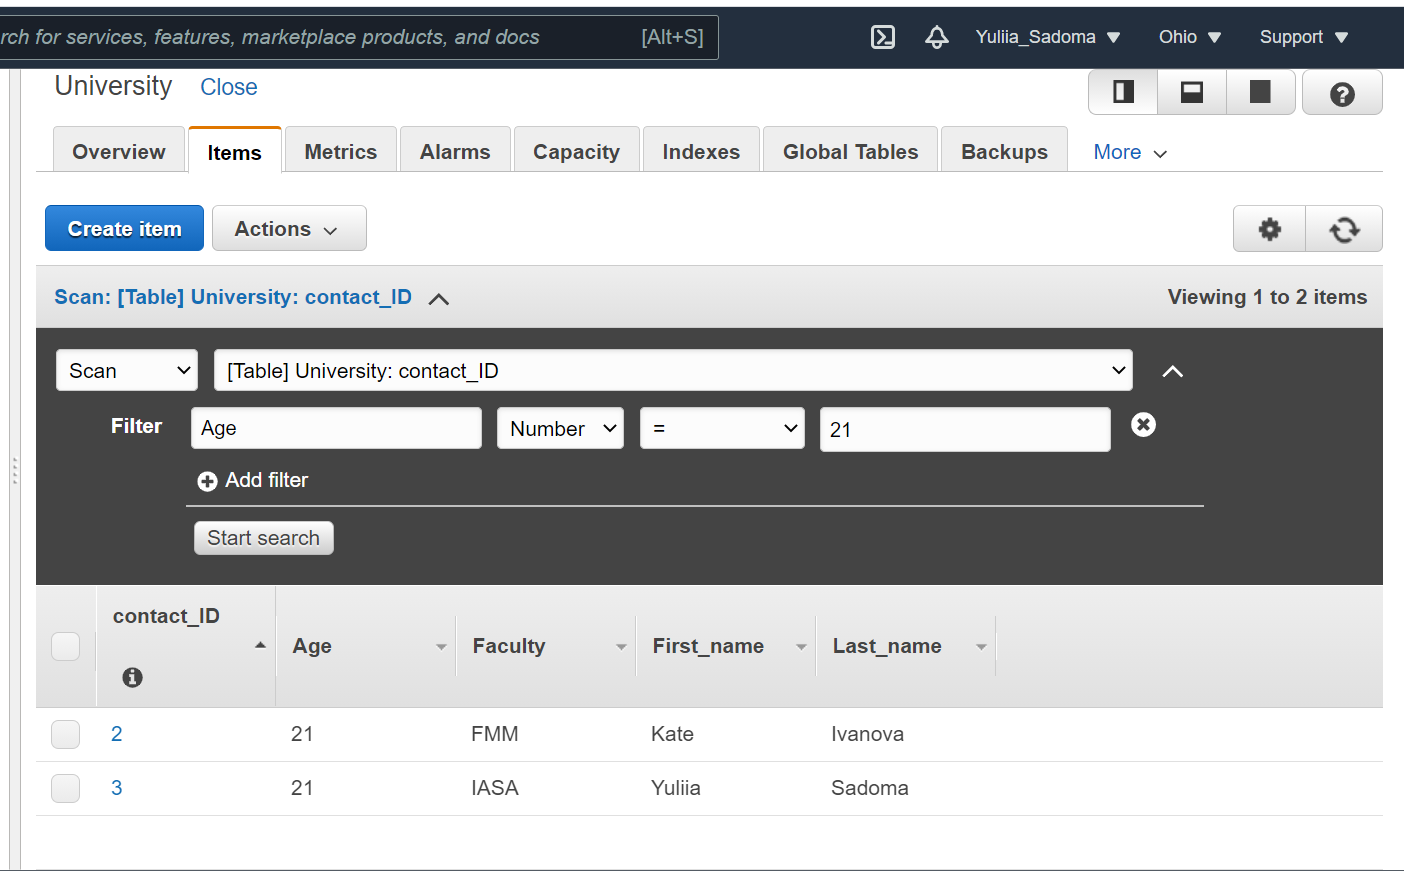 rch for services, features, marketplace products, and docs [Alt+S] Yuliia_Sadoma Ohio Support
University Close
Overview Items Metrics Alarms Capacity Indexes Global Tables Backups More
Create item Actions
Scan: [Table] University: contact_ID Viewing 1 to 2 items
Scan [Table] University: contact_ID
Filter Age Number = 21
Add filter
Start search
contact_ID Age Faculty First_name Last_name
2 21 FMM Kate Ivanova
3 21 IASA Yuliia Sadoma